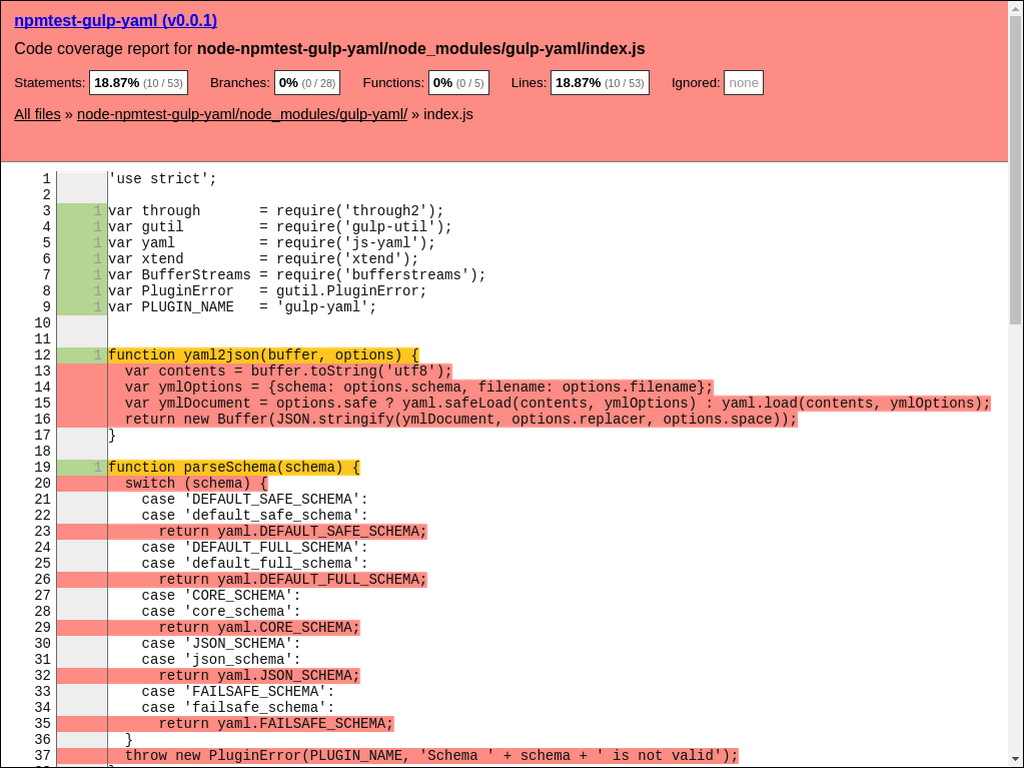 npmtest-gulp-yaml (v0.0.1)
Code coverage report for node-npmtest-gulp-yaml/node_modules/gulp-yaml/index.js
Statements: 18.87% (10 / 53) Branches: 0% (0 / 28) Functions: 0% (0 / 5) Lines: 18.87% (10 / 53) Ignored: none
All files » node-npmtest-gulp-yaml/node_modules/gulp-yaml/ » index.js
1 'use strict';
2
3 1 var through       = require('through2');
4 1 var gutil         = require('gulp-util');
5 1 var yaml          = require('js-yaml');
6 1 var xtend         = require('xtend');
7 1 var BufferStreams = require('bufferstreams');
8 1 var PluginError   = gutil.PluginError;
9 1 var PLUGIN_NAME   = 'gulp-yaml';
10
11
12 1 function yaml2json(buffer, options) {
13   var contents = buffer.toString('utf8');
14   var ymlOptions = {schema: options.schema, filename: options.filename};
15   var ymlDocument = options.safe ? yaml.safeLoad(contents, ymlOptions) : yaml.load(contents, ymlOptions);
16   return new Buffer(JSON.stringify(ymlDocument, options.replacer, options.space));
17 }
18
19 1 function parseSchema(schema) {
20   switch (schema) {
21     case 'DEFAULT_SAFE_SCHEMA':
22     case 'default_safe_schema':
23       return yaml.DEFAULT_SAFE_SCHEMA;
24     case 'DEFAULT_FULL_SCHEMA':
25     case 'default_full_schema':
26       return yaml.DEFAULT_FULL_SCHEMA;
27     case 'CORE_SCHEMA':
28     case 'core_schema':
29       return yaml.CORE_SCHEMA;
30     case 'JSON_SCHEMA':
31     case 'json_schema':
32       return yaml.JSON_SCHEMA;
33     case 'FAILSAFE_SCHEMA':
34     case 'failsafe_schema':
35       return yaml.FAILSAFE_SCHEMA;
36   }
37   throw new PluginError(PLUGIN_NAME, 'Schema ' + schema + ' is not valid');